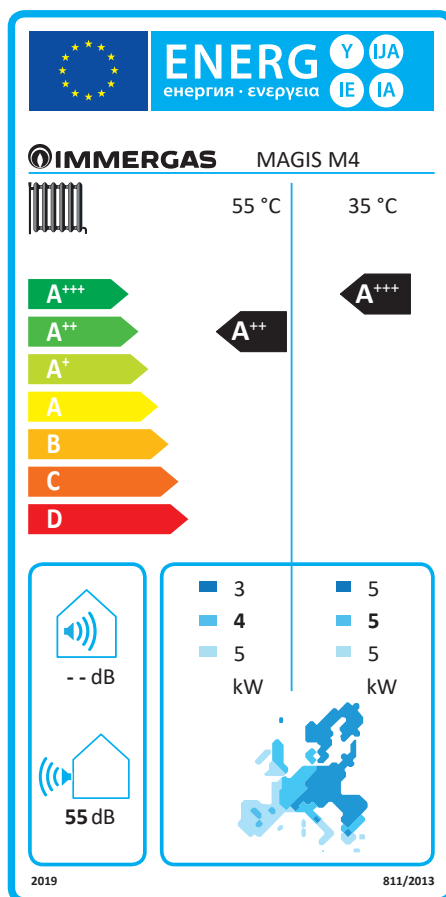 ENERG
енергия · ενεργεια
Y IJA
IE IA
IMMERGAS MAGIS M4
55 °C 35 °C
A+++
A+++
A++
A++
A+
A
B
C
D
3 5
4 5
5 5
kW kW
-- dB
55 dB
2019 811/2013